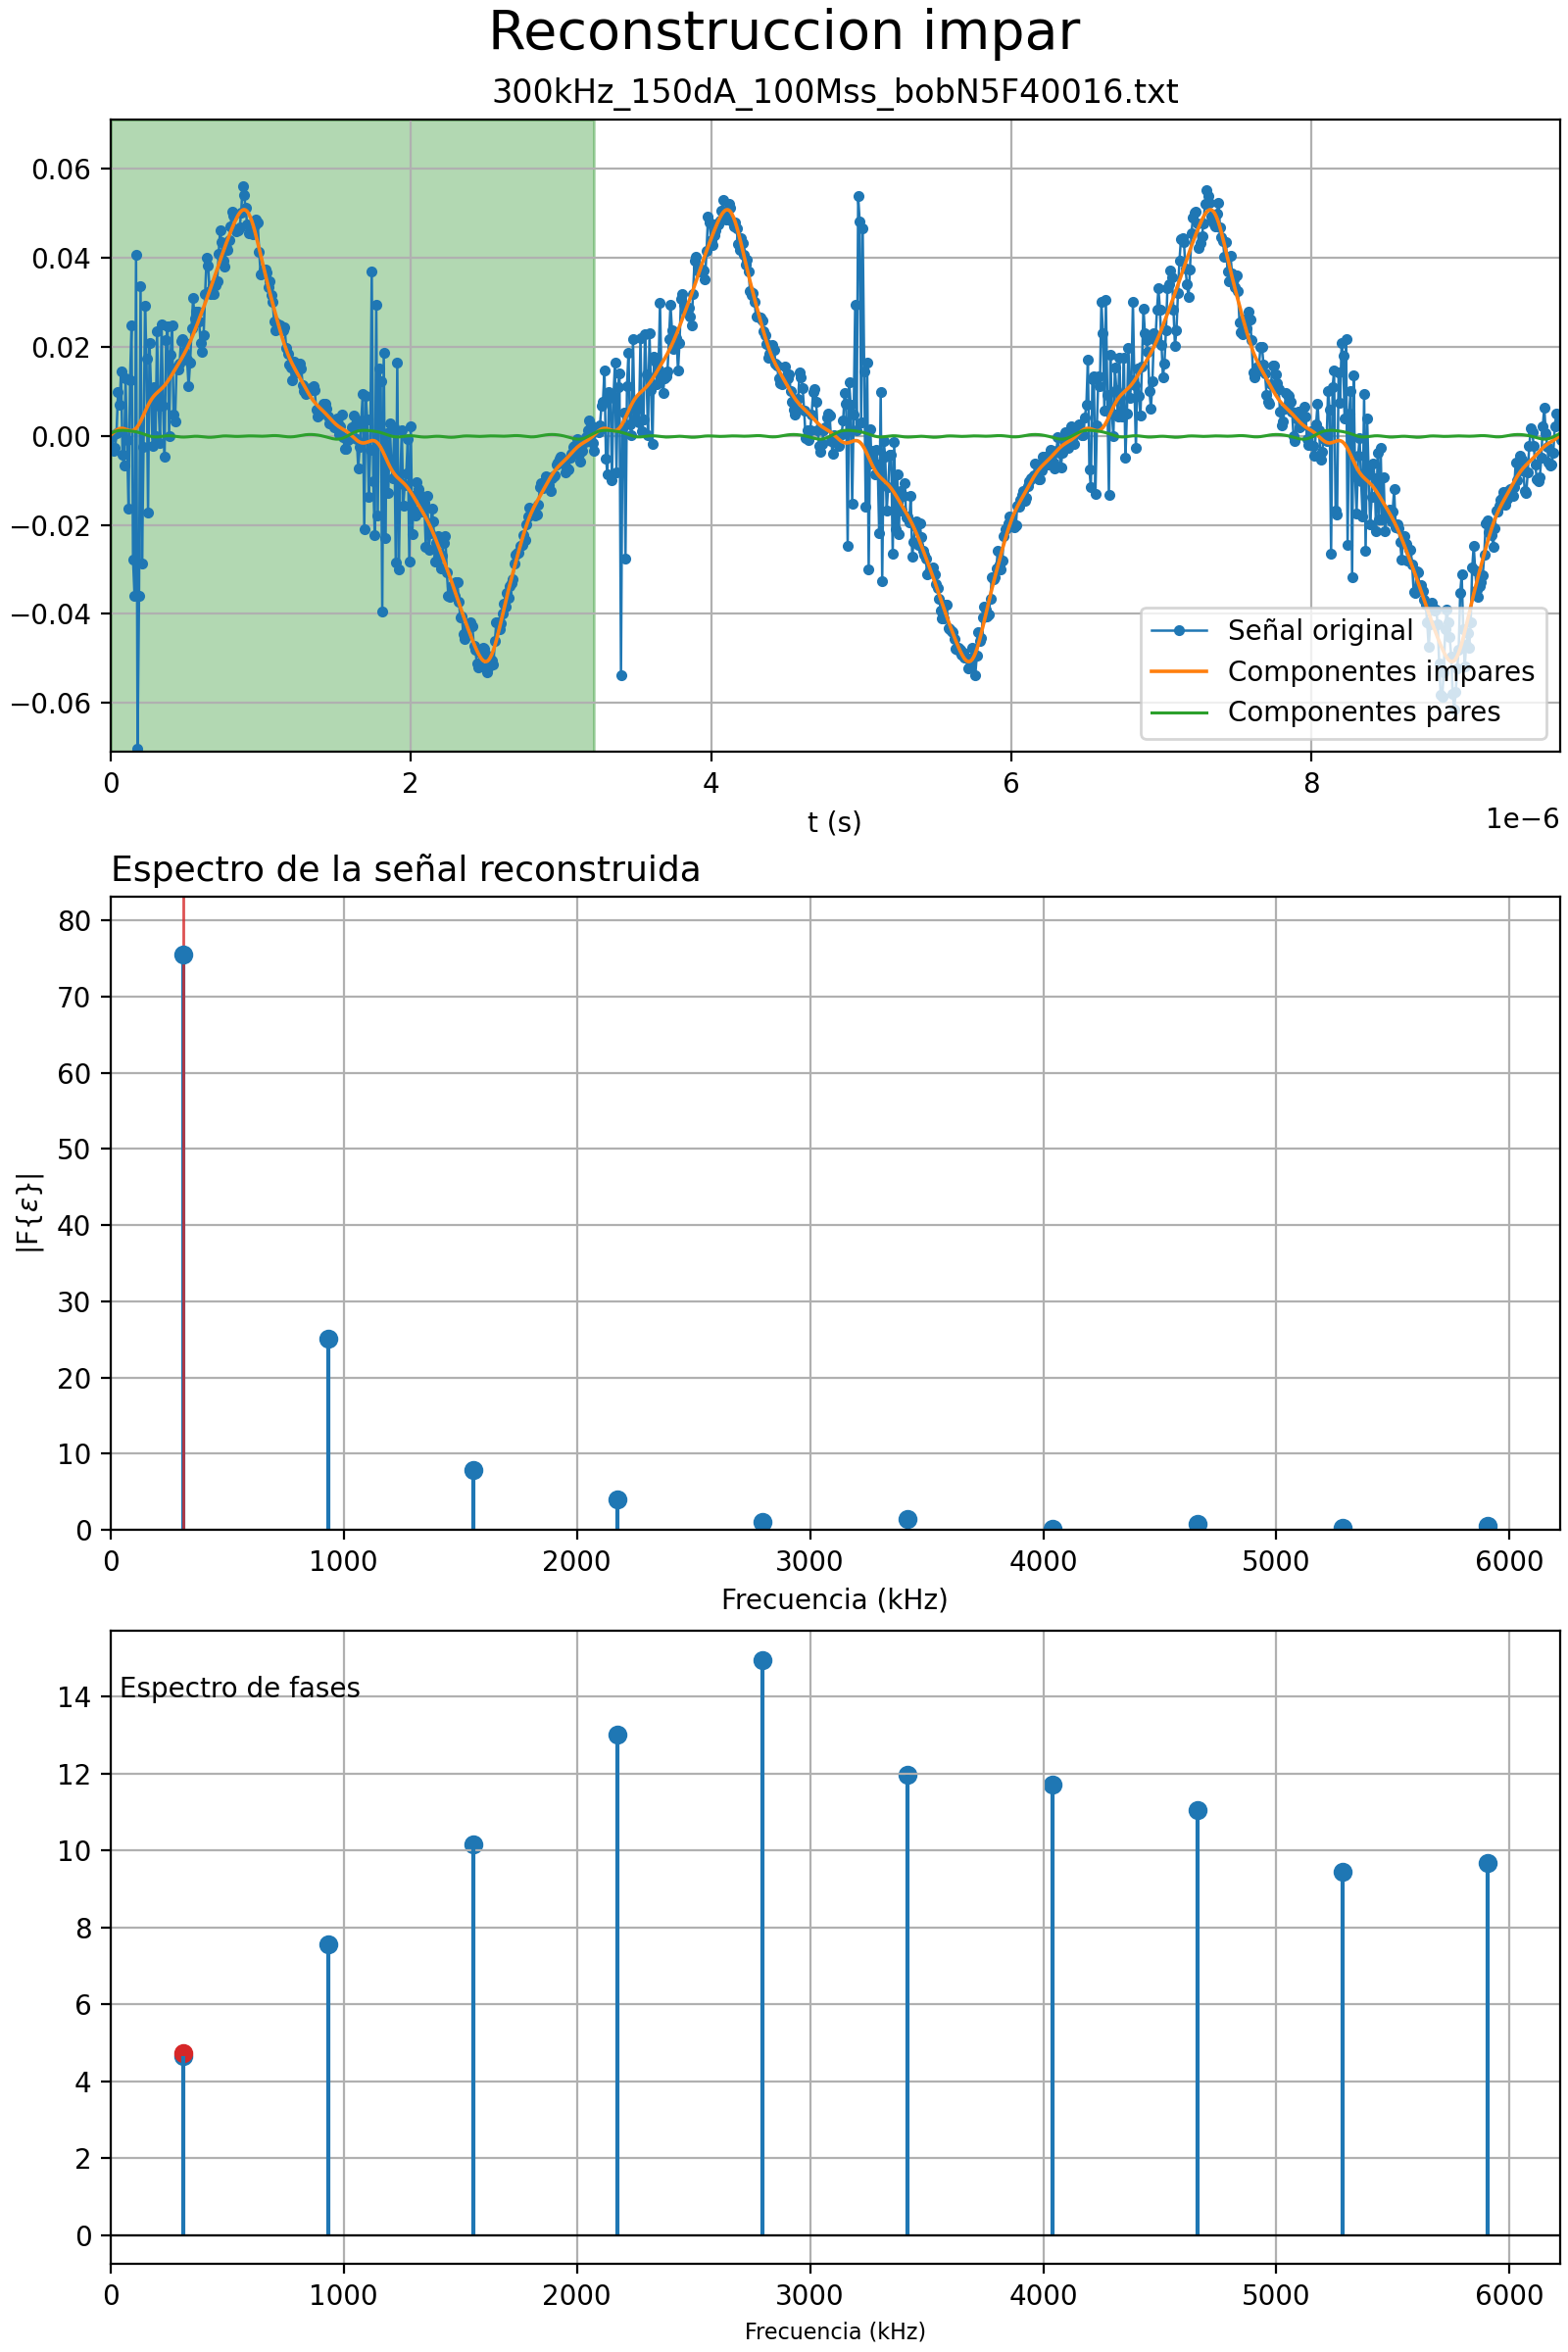 Reconstruccion impar
300kHz_150dA_100Mss_bobN5F40016.txt
0.06
0.04
0.02
0.00
−0.02
−0.04
−0.06
Señal original
Componentes impares
Componentes pares
0 2 4 6 8
1e−6
t (s)
Espectro de la señal reconstruida
80
70
60
50
40
30
20
10
0
|F{ε}|
0 1000 2000 3000 4000 5000 6000
Frecuencia (kHz)
Espectro de fases
14
12
10
8
6
4
2
0
0 1000 2000 3000 4000 5000 6000
Frecuencia (kHz)